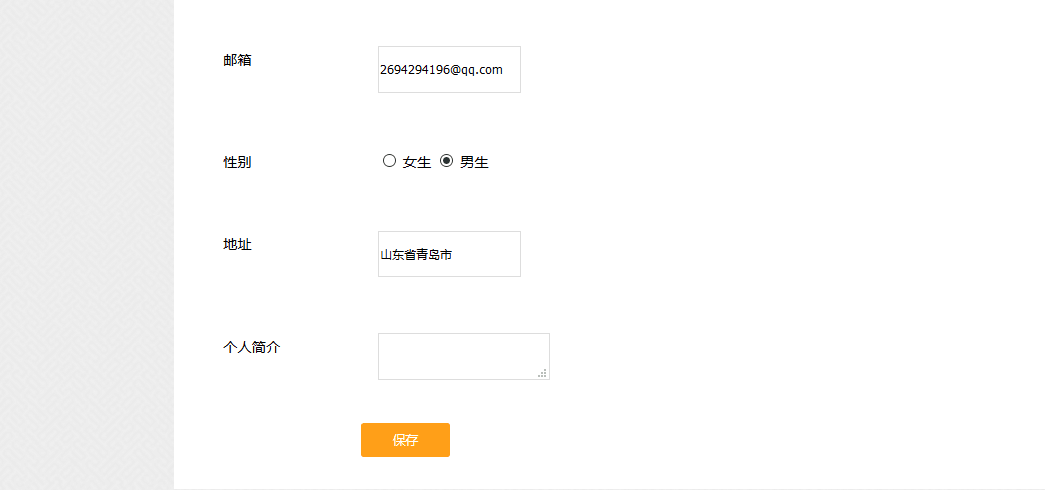 邮箱 2694294196@qq.com
性别 女生 男生
地址 山东省青岛市
个人简介
保存